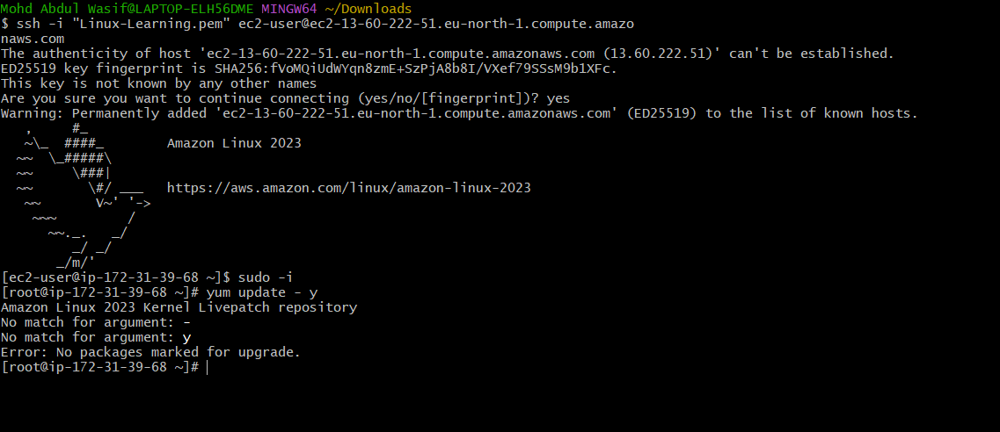 Mohd Abdul Wasif@LAPTOP-ELH56DME MINGW64 ~/Downloads
$ ssh -i "Linux-Learning.pem" ec2-user@ec2-13-60-222-51.eu-north-1.compute.amazo
naws.com
The authenticity of host 'ec2-13-60-222-51.eu-north-1.compute.amazonaws.com (13.60.222.51)' can't be established.
ED25519 key fingerprint is SHA256:fVoMQiUdWYqn8zmE+SzPjA8b8I/VXef79SSsM9b1XFc.
This key is not known by any other names
Are you sure you want to continue connecting (yes/no/[fingerprint])? yes
Warning: Permanently added 'ec2-13-60-222-51.eu-north-1.compute.amazonaws.com' (ED25519) to the list of known hosts.
   ,     #_
   ~\_  ####_        Amazon Linux 2023
  ~~  \_#####\
  ~~     \###|
  ~~       \#/ ___   https://aws.amazon.com/linux/amazon-linux-2023
   ~~       V~' '->
    ~~~         /
      ~~._.   _/
         _/ _/
       _/m/'
[ec2-user@ip-172-31-39-68 ~]$ sudo -i
[root@ip-172-31-39-68 ~]# yum update - y
Amazon Linux 2023 Kernel Livepatch repository
No match for argument: -
No match for argument: y
Error: No packages marked for upgrade.
[root@ip-172-31-39-68 ~]#